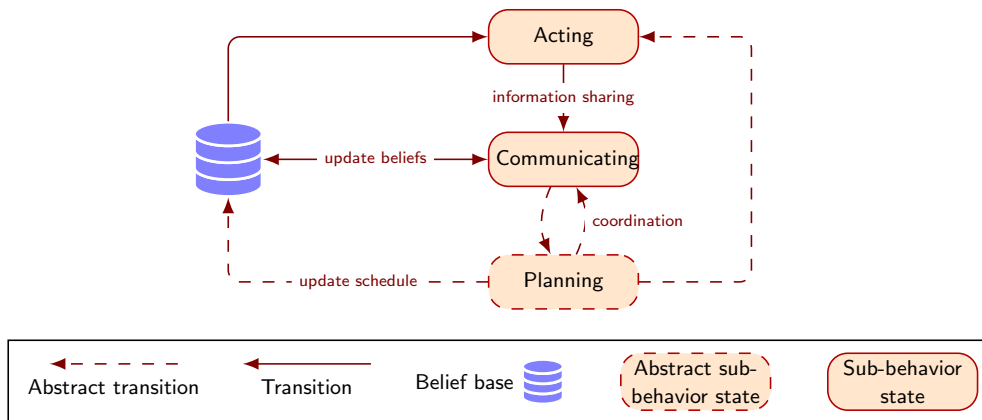 Acting
information sharing
Communicating
update beliefs
coordination
Planning
update schedule
Abstract transition
Transition
Belief base
Abstract sub-
behavior state
Sub-behavior
state